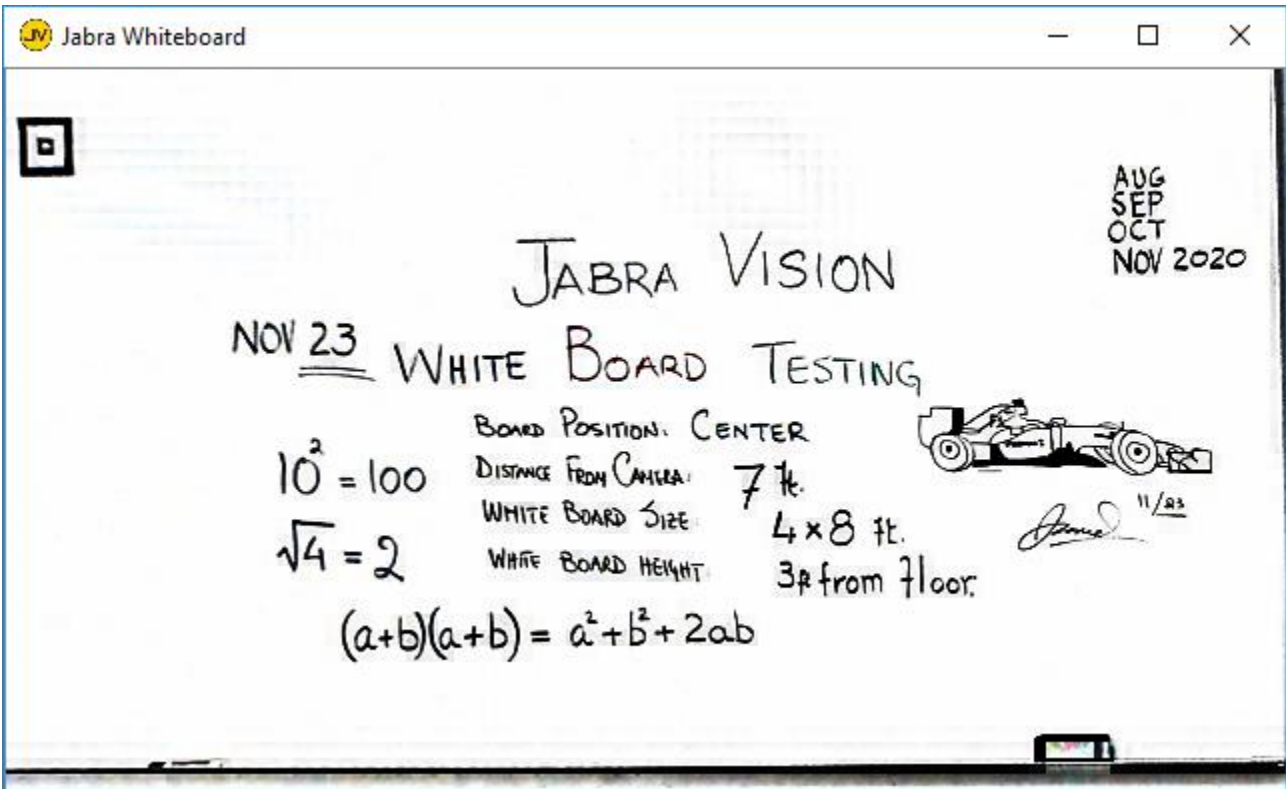 JV Jabra Whiteboard
AUG
SEP
OCT
NOV 2020
JABRA VISION
NOV 23 WHITE BOARD TESTING
BOARD POSITION: CENTER
DISTANCE FROM CAMERA: 7 ft.
WHITE BOARD SIZE: 4 x 8 ft.
WHITE BOARD HEIGHT: 3ft from floor.
10² = 100
√4 = 2
(a+b)(a+b) = a²+b²+2ab
11/23